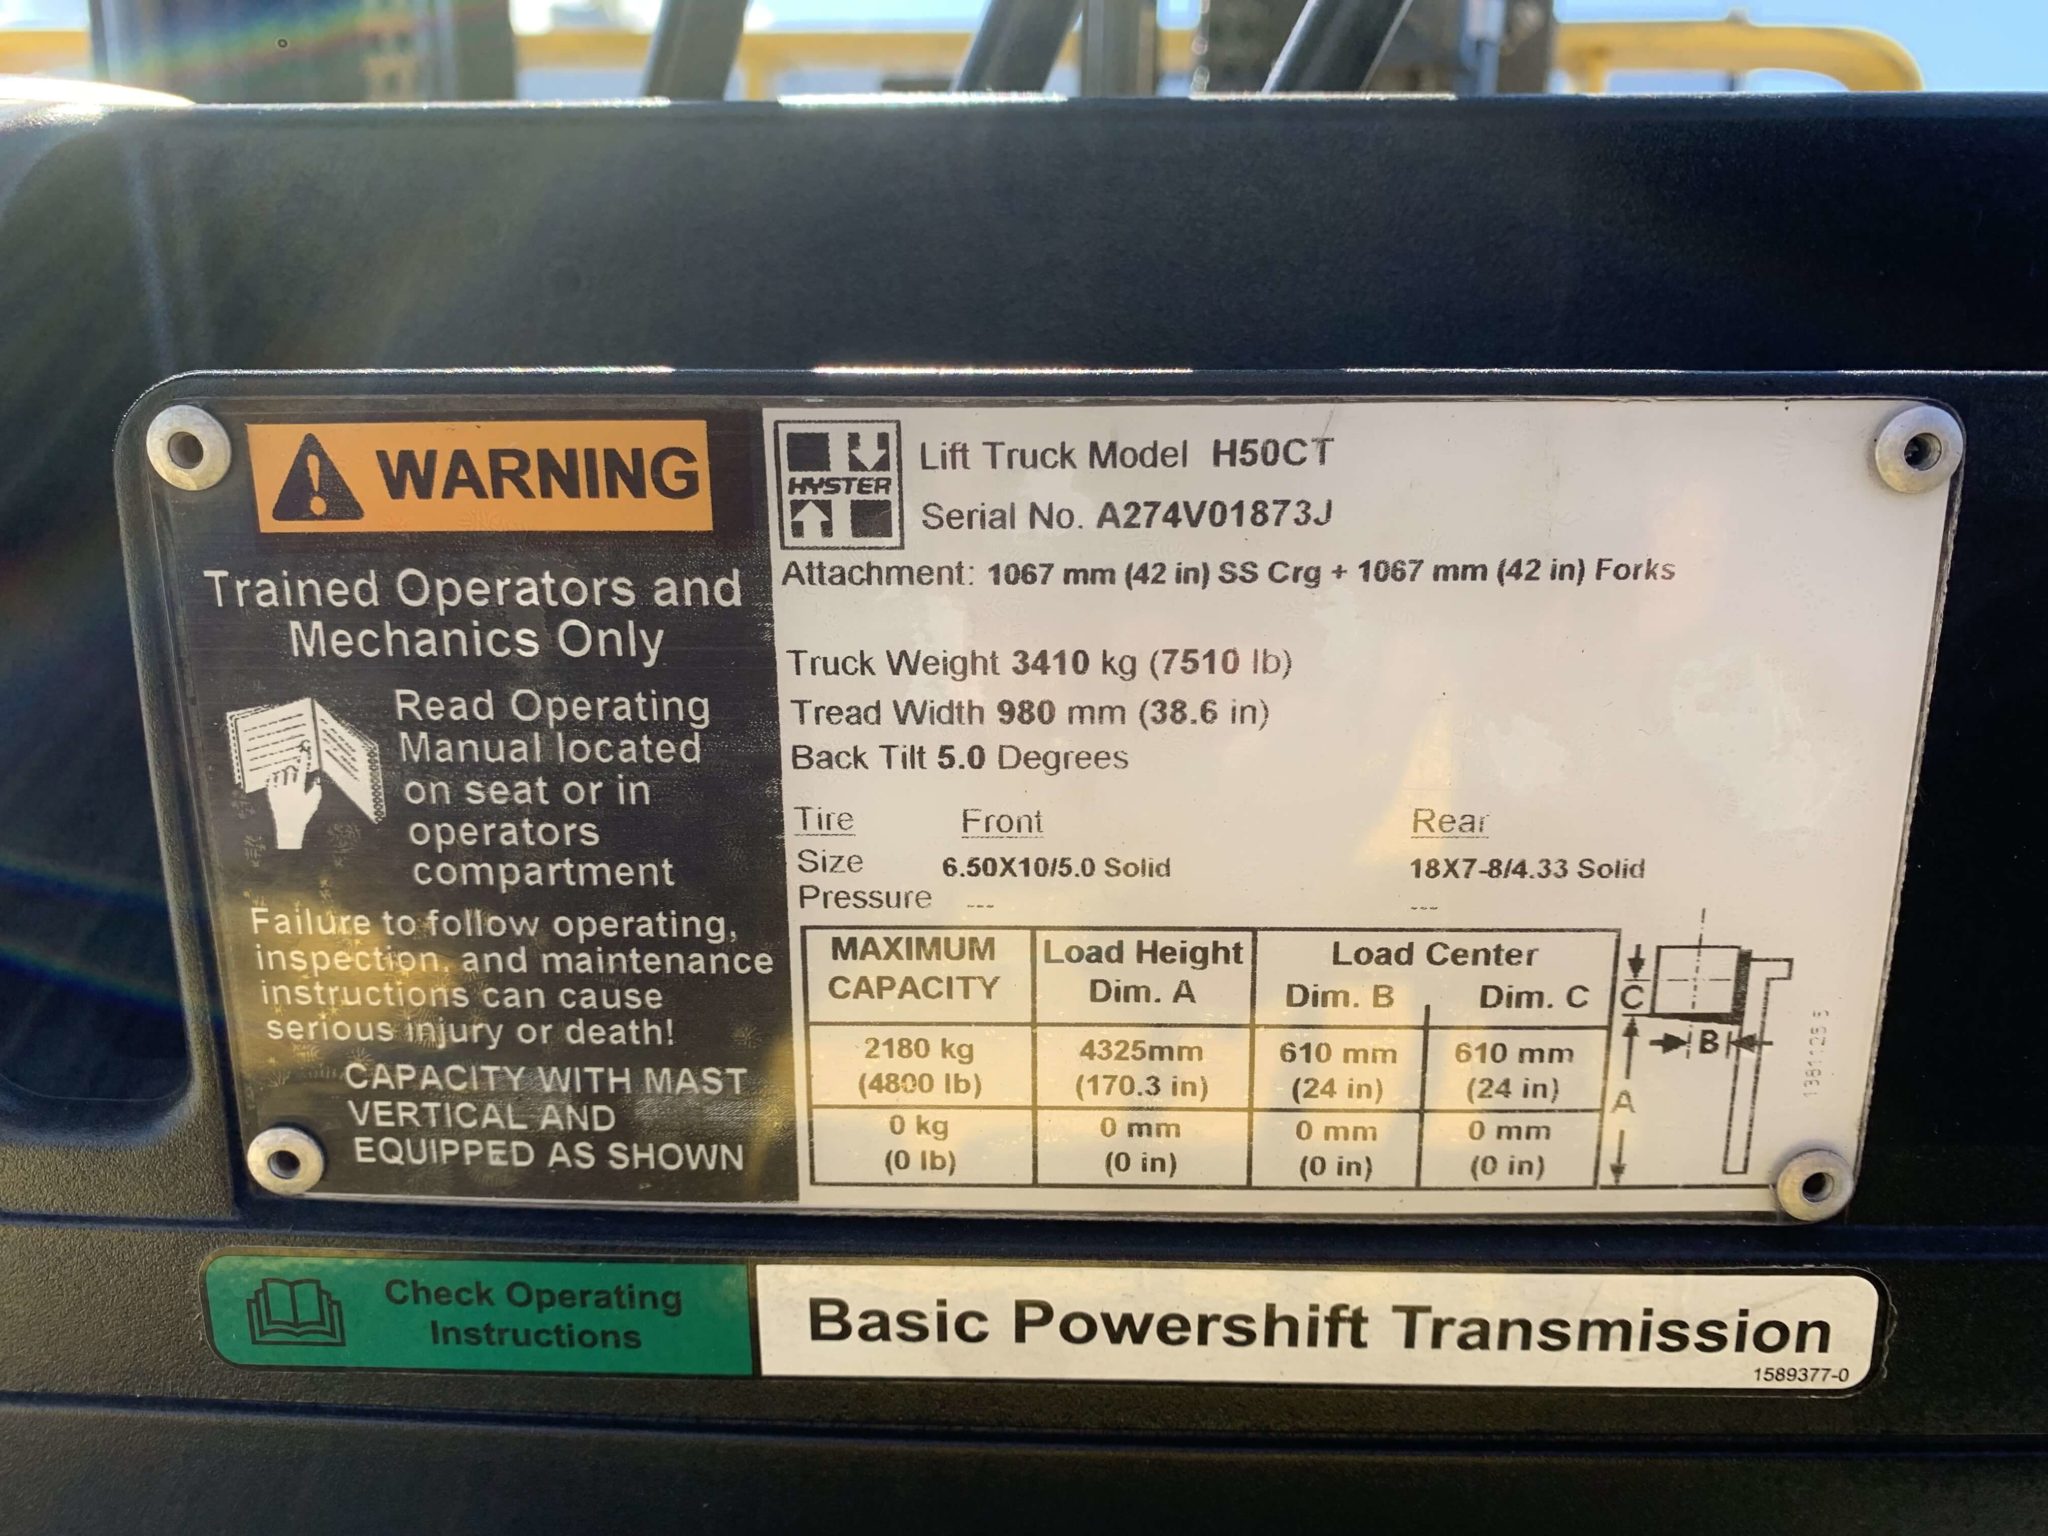 WARNING
Trained Operators and
Mechanics Only
Read Operating
Manual located
on seat or in
operators
compartment
Failure to follow operating,
inspection, and maintenance
instructions can cause
serious injury or death!
CAPACITY WITH MAST
VERTICAL AND
EQUIPPED AS SHOWN
HYSTER
Lift Truck Model H50CT
Serial No. A274V01873J
Attachment: 1067 mm (42 in) SS Crg + 1067 mm (42 in) Forks
Truck Weight 3410 kg (7510 lb)
Tread Width 980 mm (38.6 in)
Back Tilt 5.0 Degrees
Tire Front Rear
Size 6.50X10/5.0 Solid 18X7-8/4.33 Solid
Pressure --- ---
MAXIMUM Load Height Load Center
CAPACITY Dim. A Dim. B Dim. C
2180 kg 4325mm 610 mm 610 mm
(4800 lb) (170.3 in) (24 in) (24 in)
0 kg 0 mm 0 mm 0 mm
(0 lb) (0 in) (0 in) (0 in)
C
B
A
Check Operating
Instructions
Basic Powershift Transmission
1589377-0